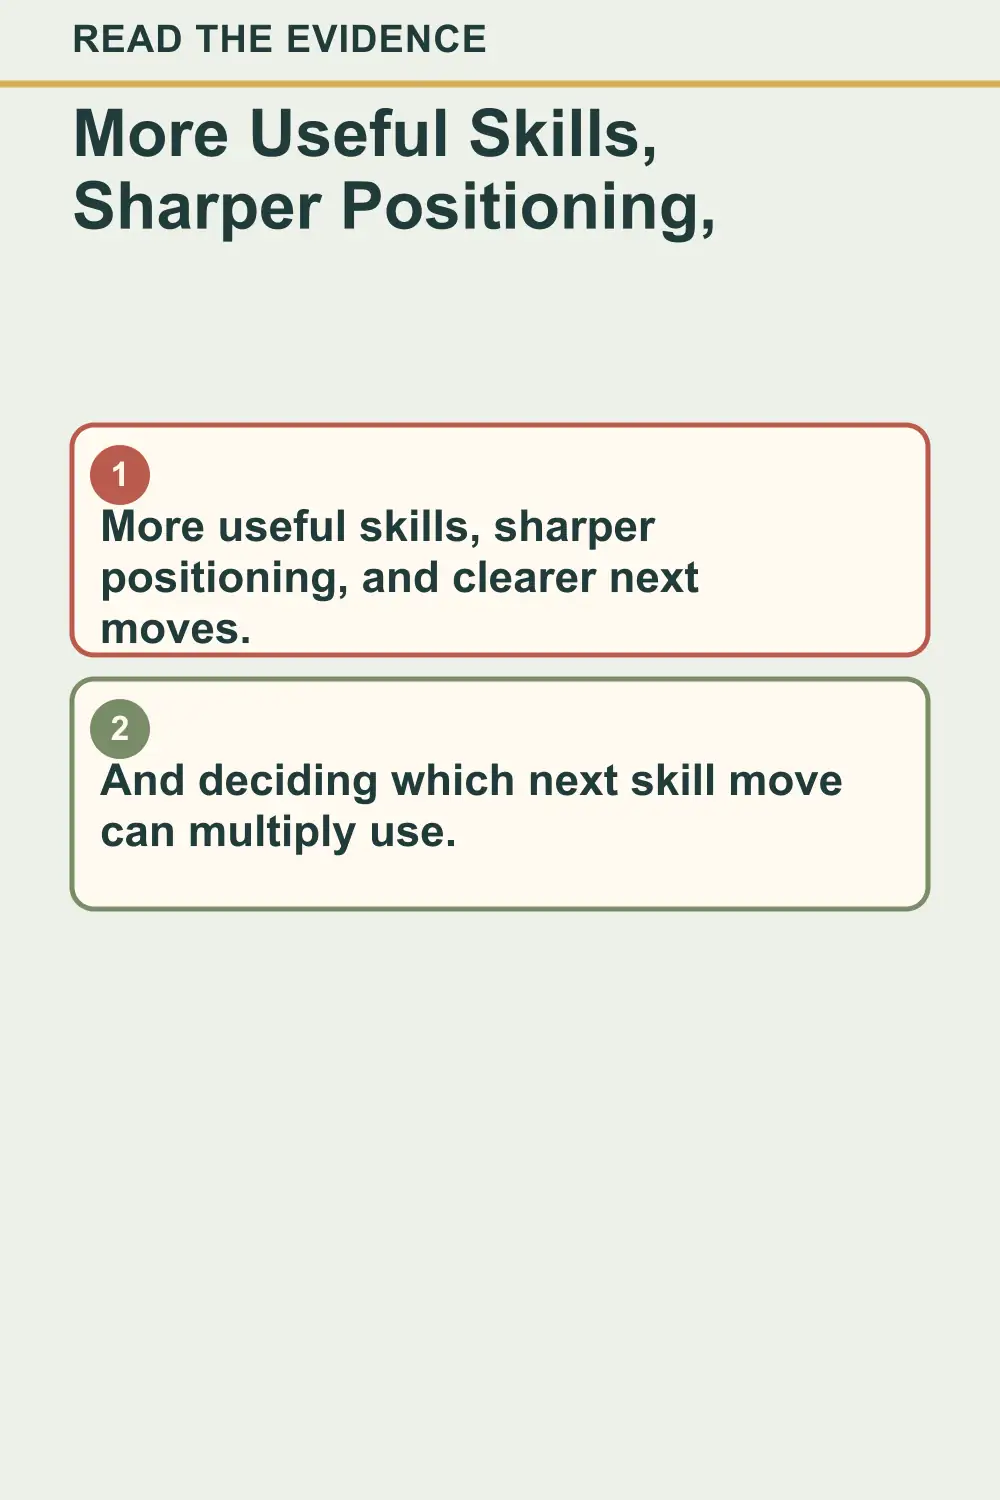 READ THE EVIDENCE
More Useful Skills,
Sharper Positioning,
1
More useful skills, sharper
positioning, and clearer next
moves.
2
And deciding which next skill move
can multiply use.